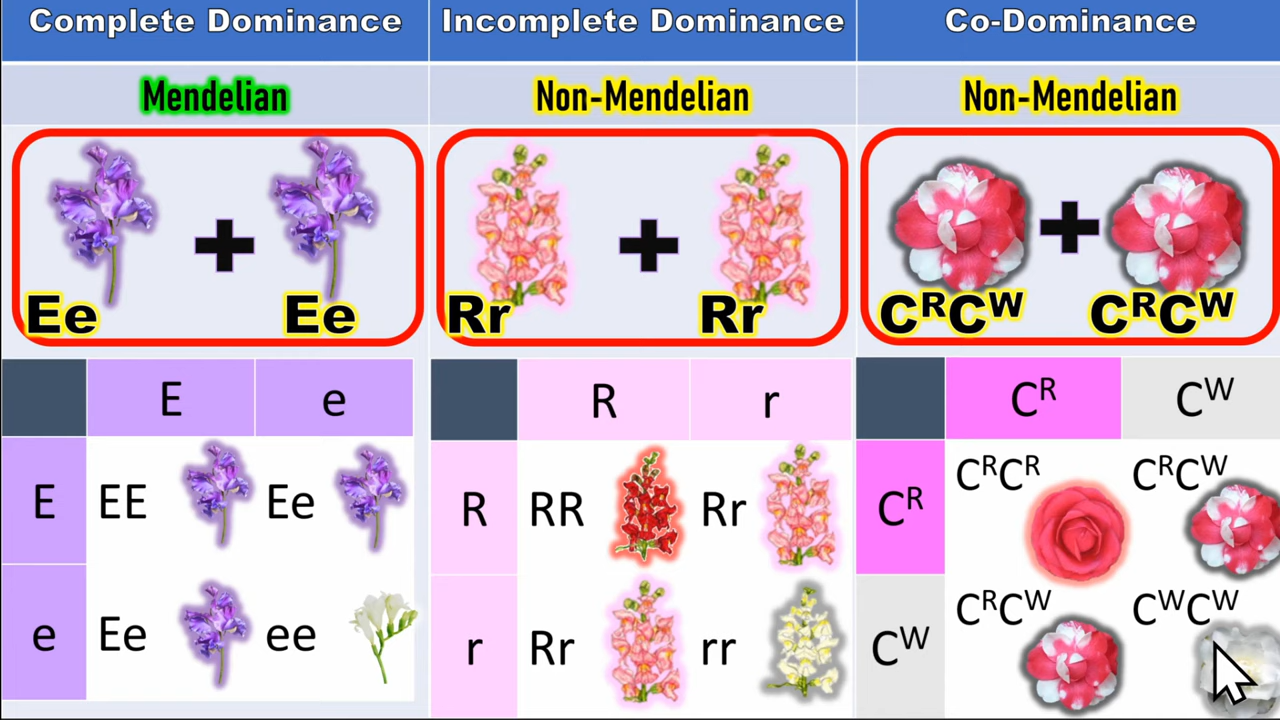 Complete Dominance
Incomplete Dominance
Co-Dominance
Mendelian
Non-Mendelian
Non-Mendelian
Ee + Ee
Rr + Rr
CᴿCᵂ + CᴿCᵂ
E e
E EE Ee
e Ee ee
R r
R RR Rr
r Rr rr
Cᴿ Cᵂ
Cᴿ CᴿCᴿ CᴿCᵂ
Cᵂ CᴿCᵂ CᵂCᵂ